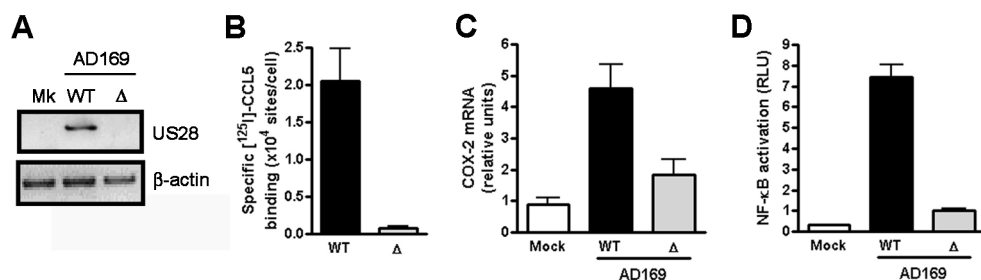 A
AD169
Mk WT Δ
US28
β-actin
B
Specific [¹²⁵I]-CCL5
binding (x10⁴ sites/cell)
2.5
2.0
1.5
1.0
0.5
0.0
WT Δ
C
COX-2 mRNA
(relative units)
6
5
4
3
2
1
0
Mock WT Δ
AD169
D
NF-κB activation (RLU)
9
8
7
6
5
4
3
2
1
0
Mock WT Δ
AD169